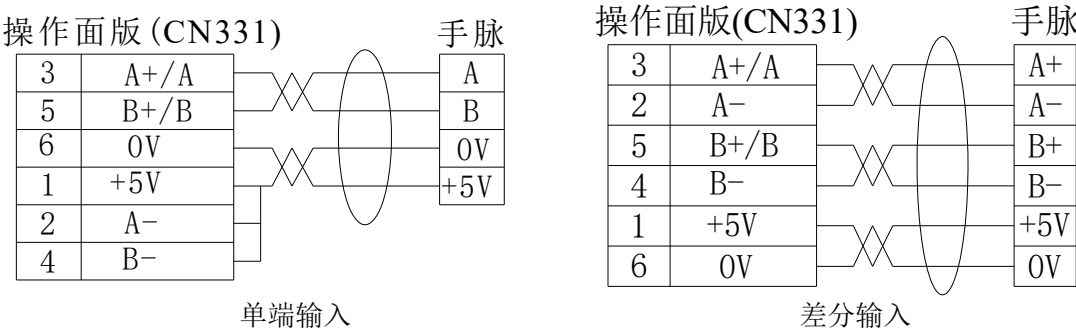 操作面版(CN331) 手脉
3 A+/A A
5 B+/B B
6 0V 0V
1 +5V +5V
2 A-
4 B-
单端输入
操作面版(CN331) 手脉
3 A+/A A+
2 A- A-
5 B+/B B+
4 B- B-
1 +5V +5V
6 0V 0V
差分输入